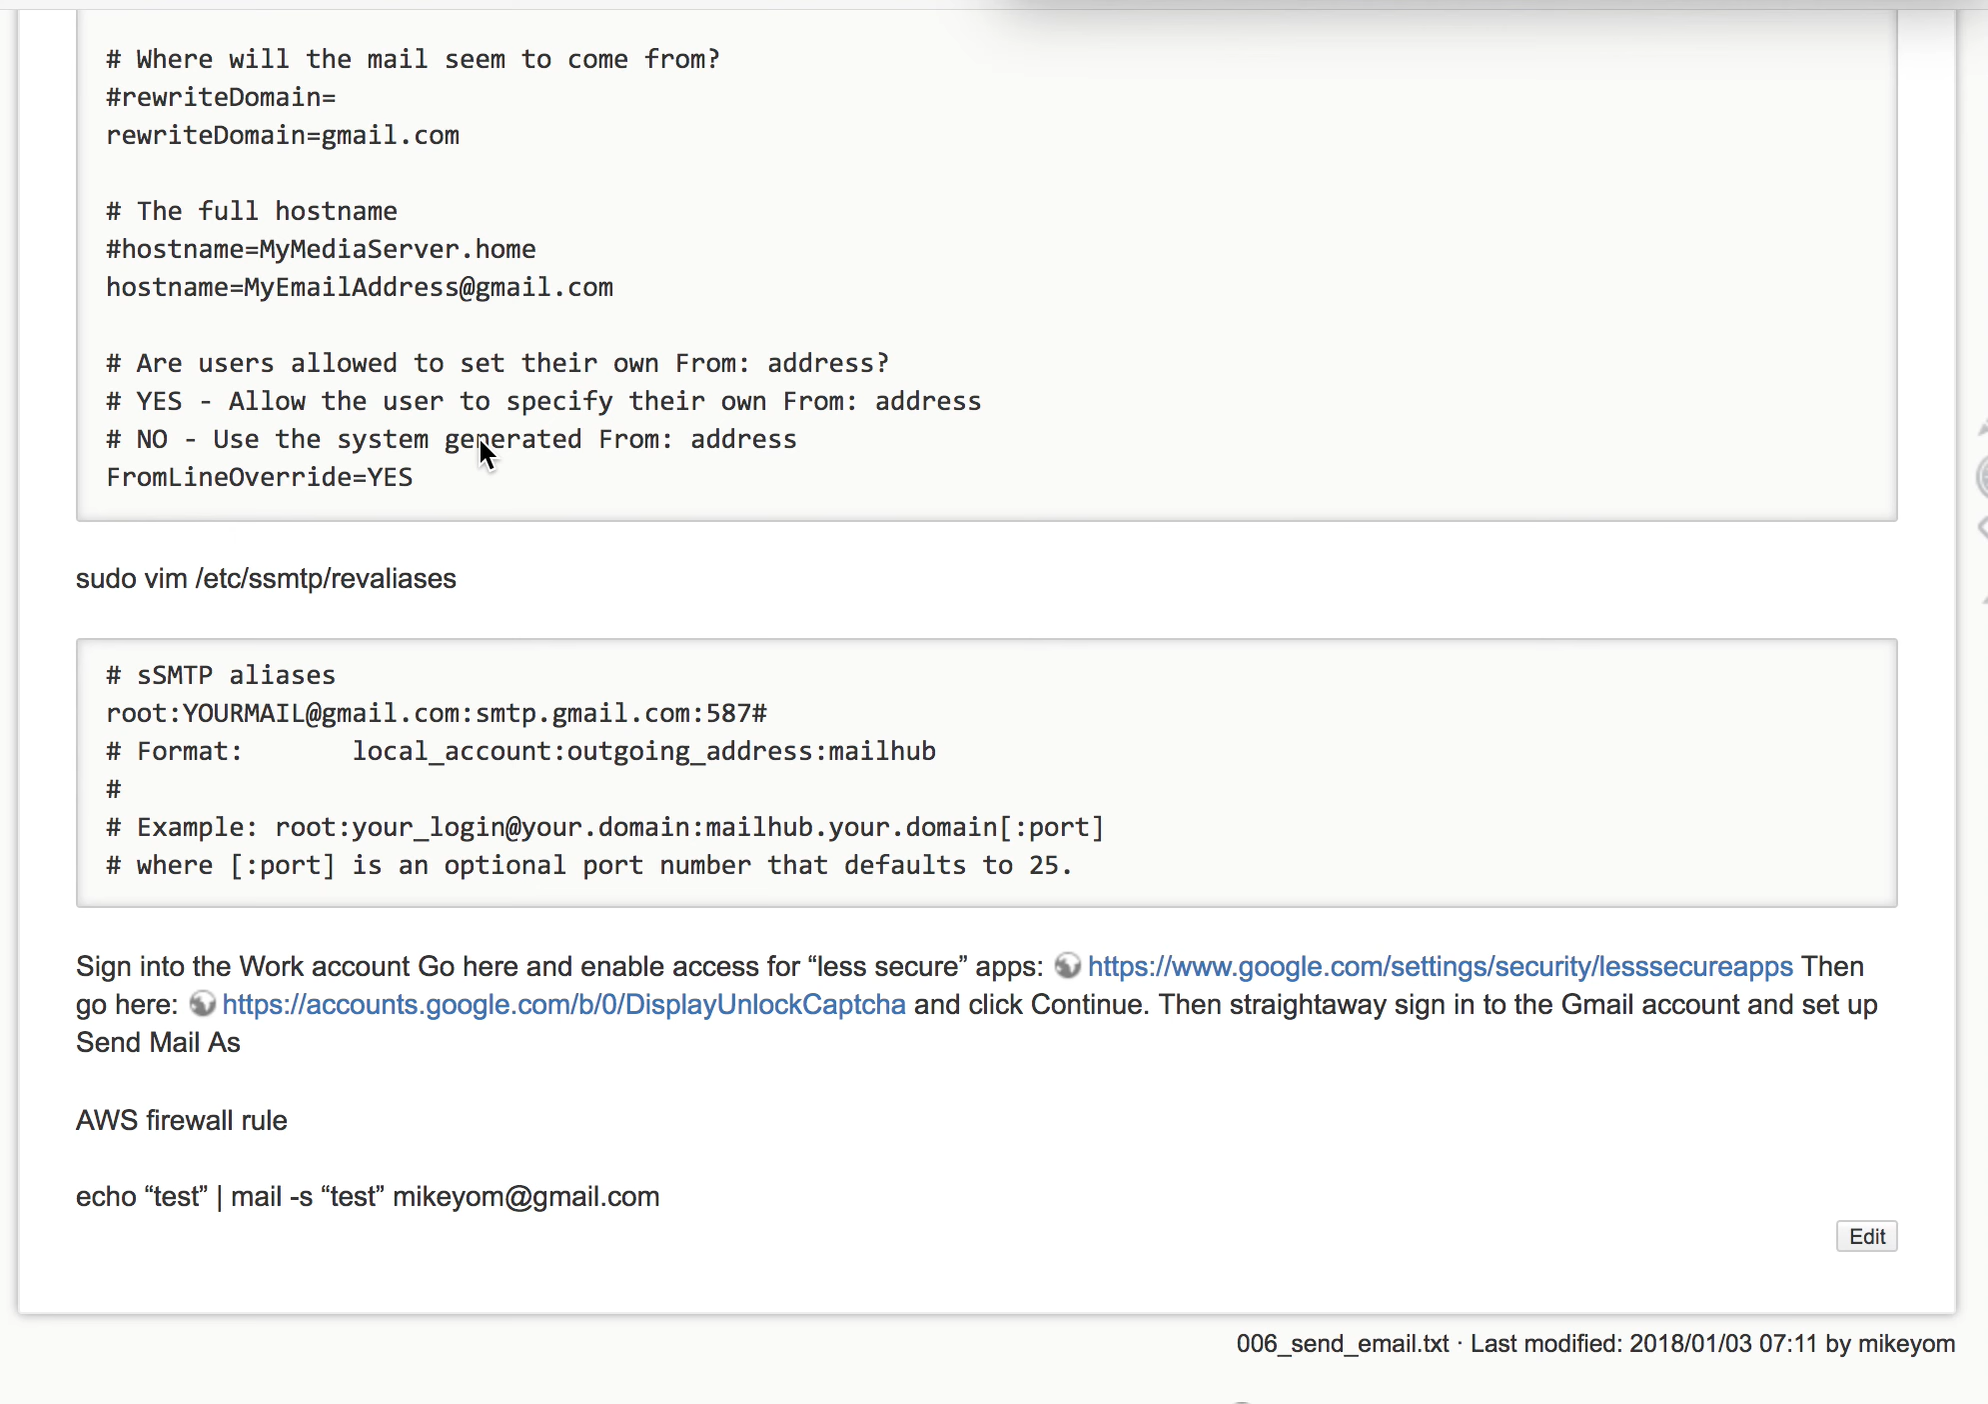 # Where will the mail seem to come from?
#rewriteDomain=
rewriteDomain=gmail.com
# The full hostname
#hostname=MyMediaServer.home
hostname=MyEmailAddress@gmail.com
# Are users allowed to set their own From: address?
# YES - Allow the user to specify their own From: address
# NO - Use the system generated From: address
FromLineOverride=YES
sudo vim /etc/ssmtp/revaliases
# sSMTP aliases
root:YOURMAIL@gmail.com:smtp.gmail.com:587#
# Format:       local_account:outgoing_address:mailhub
#
# Example: root:your_login@your.domain:mailhub.your.domain[:port]
# where [:port] is an optional port number that defaults to 25.
Sign into the Work account Go here and enable access for “less secure” apps: https://www.google.com/settings/security/lesssecureapps Then
go here: https://accounts.google.com/b/0/DisplayUnlockCaptcha and click Continue. Then straightaway sign in to the Gmail account and set up
Send Mail As
AWS firewall rule
echo “test” | mail -s “test” mikeyom@gmail.com
Edit
006_send_email.txt · Last modified: 2018/01/03 07:11 by mikeyom